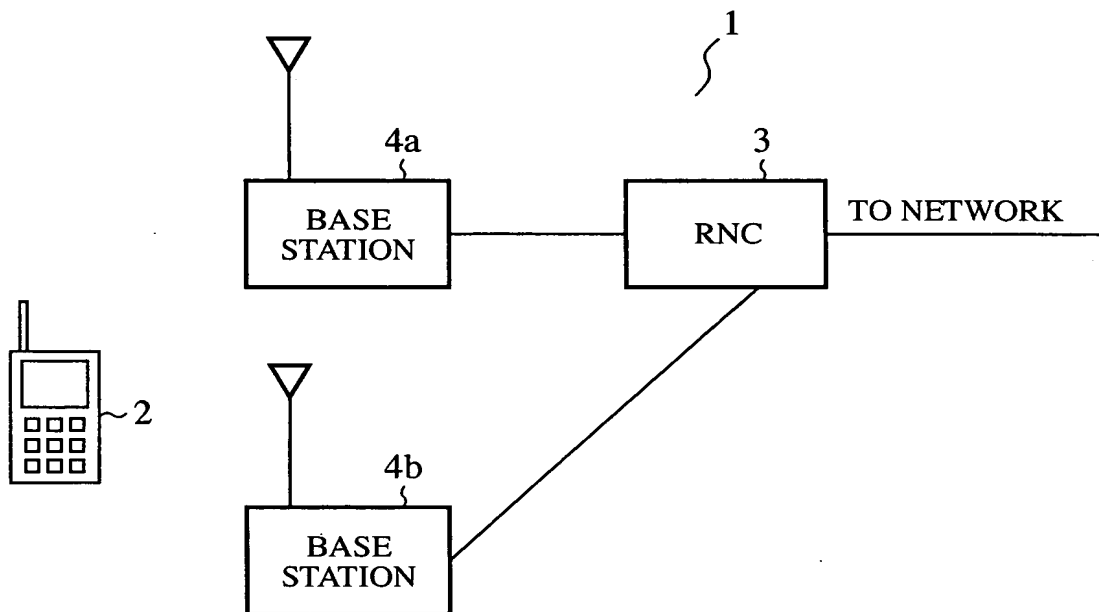 1
4a
3
BASE
STATION
RNC
TO NETWORK
2
4b
BASE
STATION